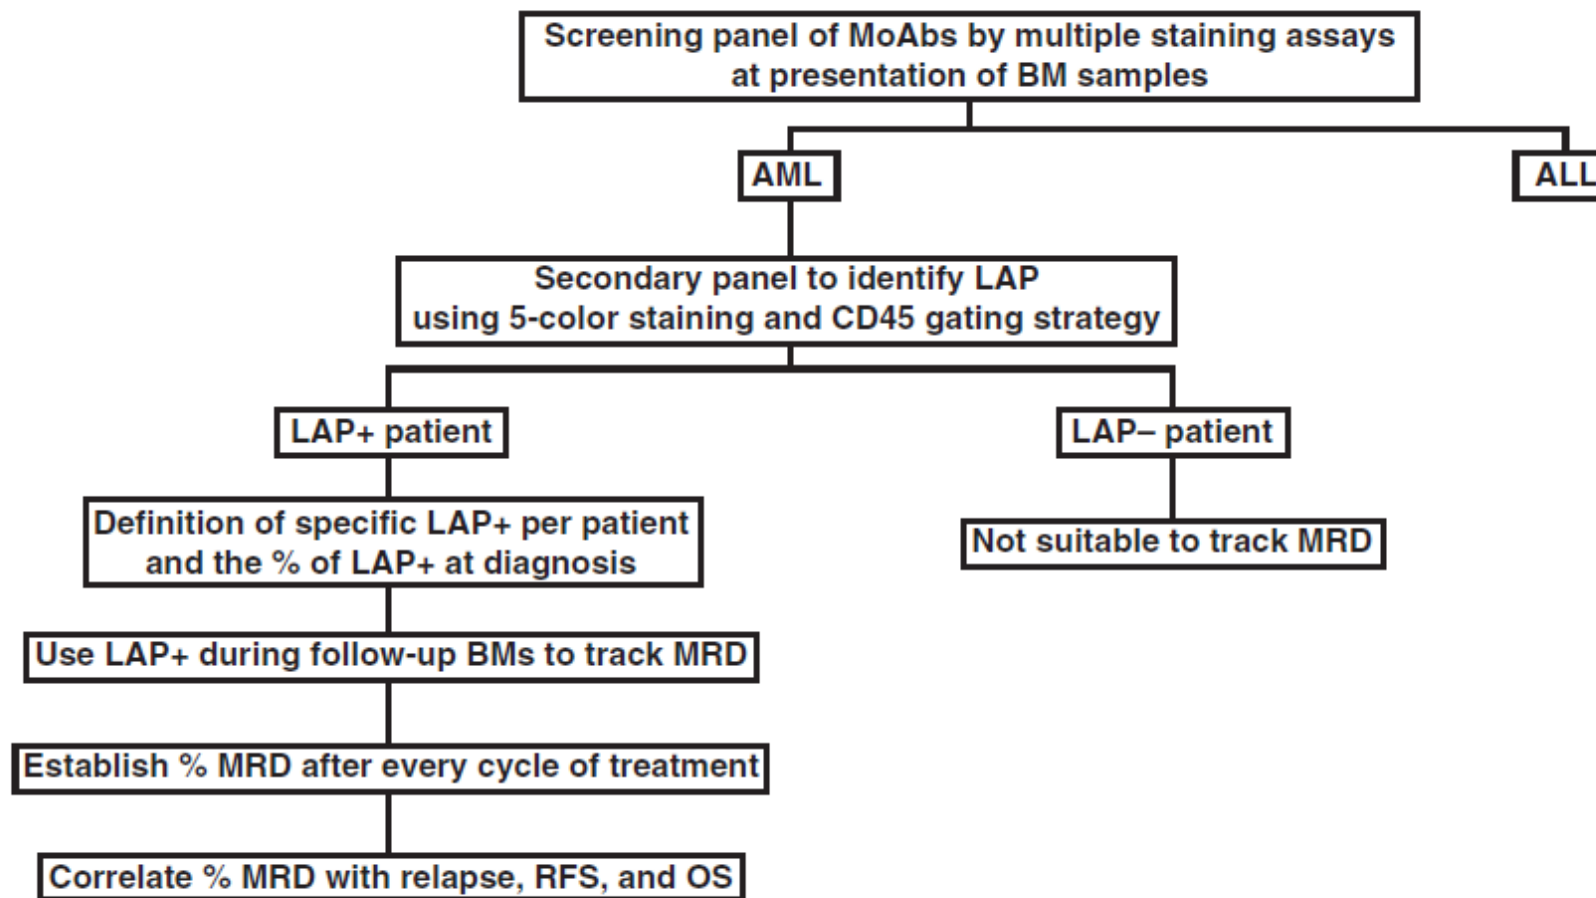 Screening panel of MoAbs by multiple staining assays
at presentation of BM samples
AML
ALL
Secondary panel to identify LAP
using 5-color staining and CD45 gating strategy
LAP+ patient
LAP– patient
Definition of specific LAP+ per patient
and the % of LAP+ at diagnosis
Not suitable to track MRD
Use LAP+ during follow-up BMs to track MRD
Establish % MRD after every cycle of treatment
Correlate % MRD with relapse, RFS, and OS